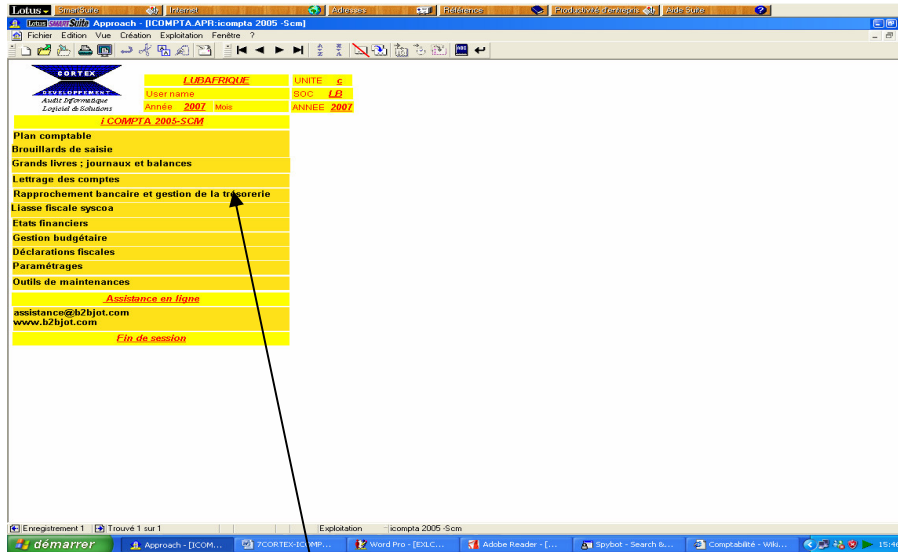 Lotus SmartSuite Internet Adresses Référence Productivité d'entreprise Aide Suite
Lotus SMARTSuite Approach - [ICOMPTA.APR:icompta 2005 -Scm]
Fichier Edition Vue Création Exploitation Fenêtre ?
CORTEX
DEVELOPPEMENT
Audit Informatique
Logiciel & Solutions
LUBAFRIQUE
User name
Année 2007 Mois
UNITE c
SOC LB
ANNEE 2007
i COMPTA 2005-SCM
Plan comptable
Brouillards de saisie
Grands livres ; journaux et balances
Lettrage des comptes
Rapprochement bancaire et gestion de la trésorerie
Liasse fiscale syscoa
Etats financiers
Gestion budgétaire
Déclarations fiscales
Paramétrages
Outils de maintenances
Assistance en ligne
assistance@b2bjot.com
www.b2bjot.com
Fin de session
Enregistrement 1 Trouvé 1 sur 1 Exploitation icompta 2005 -Scm
démarrer Approach - [ICOM... 7CORTEX-ICOMP... Word Pro - [EXLC... Adobe Reader - [... Spybot - Search &... Comptabilité - Wiki...